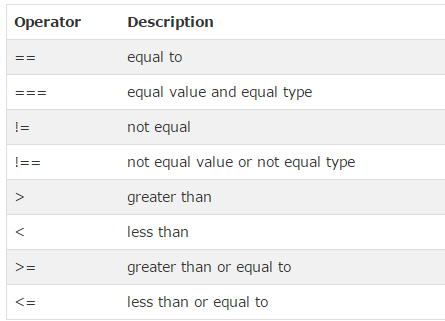 Operator Description
== equal to
=== equal value and equal type
!= not equal
!== not equal value or not equal type
> greater than
< less than
>= greater than or equal to
<= less than or equal to